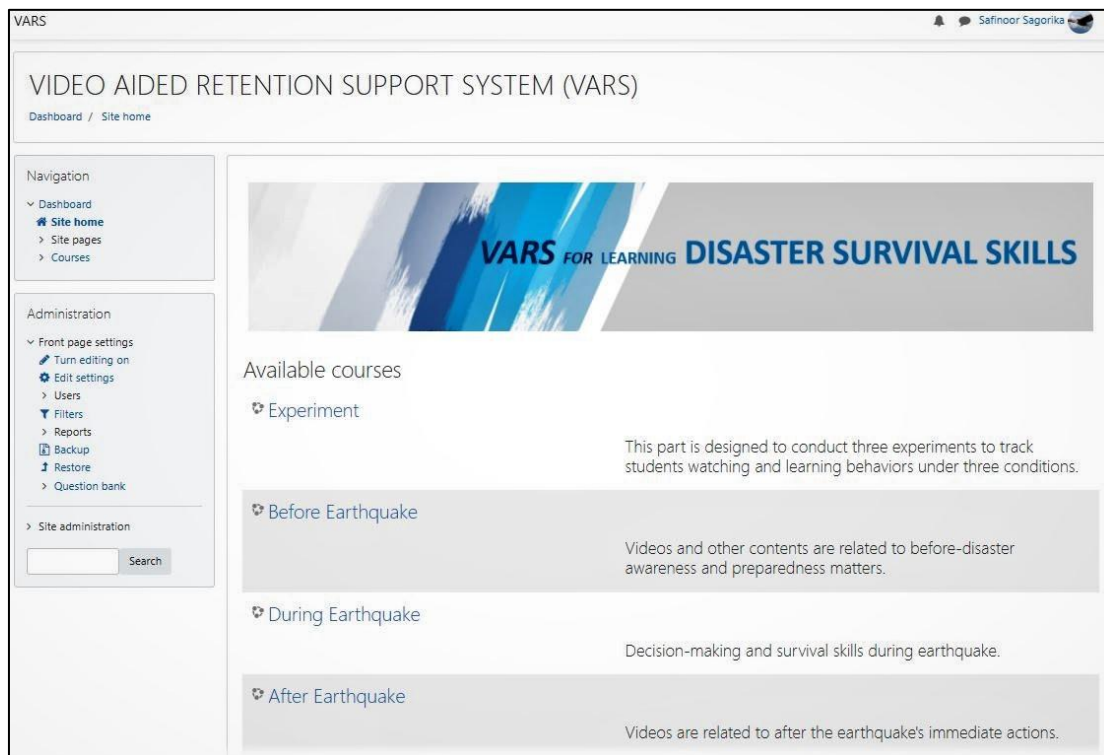 VARS
Safinoor Sagorika
VIDEO AIDED RETENTION SUPPORT SYSTEM (VARS)
Dashboard / Site home
Navigation
Dashboard
Site home
Site pages
Courses
Administration
Front page settings
Turn editing on
Edit settings
Users
Filters
Reports
Backup
Restore
Question bank
Site administration
Search
VARS FOR LEARNING DISASTER SURVIVAL SKILLS
Available courses
Experiment
This part is designed to conduct three experiments to track
students watching and learning behaviors under three conditions.
Before Earthquake
Videos and other contents are related to before-disaster
awareness and preparedness matters.
During Earthquake
Decision-making and survival skills during earthquake.
After Earthquake
Videos are related to after the earthquake's immediate actions.